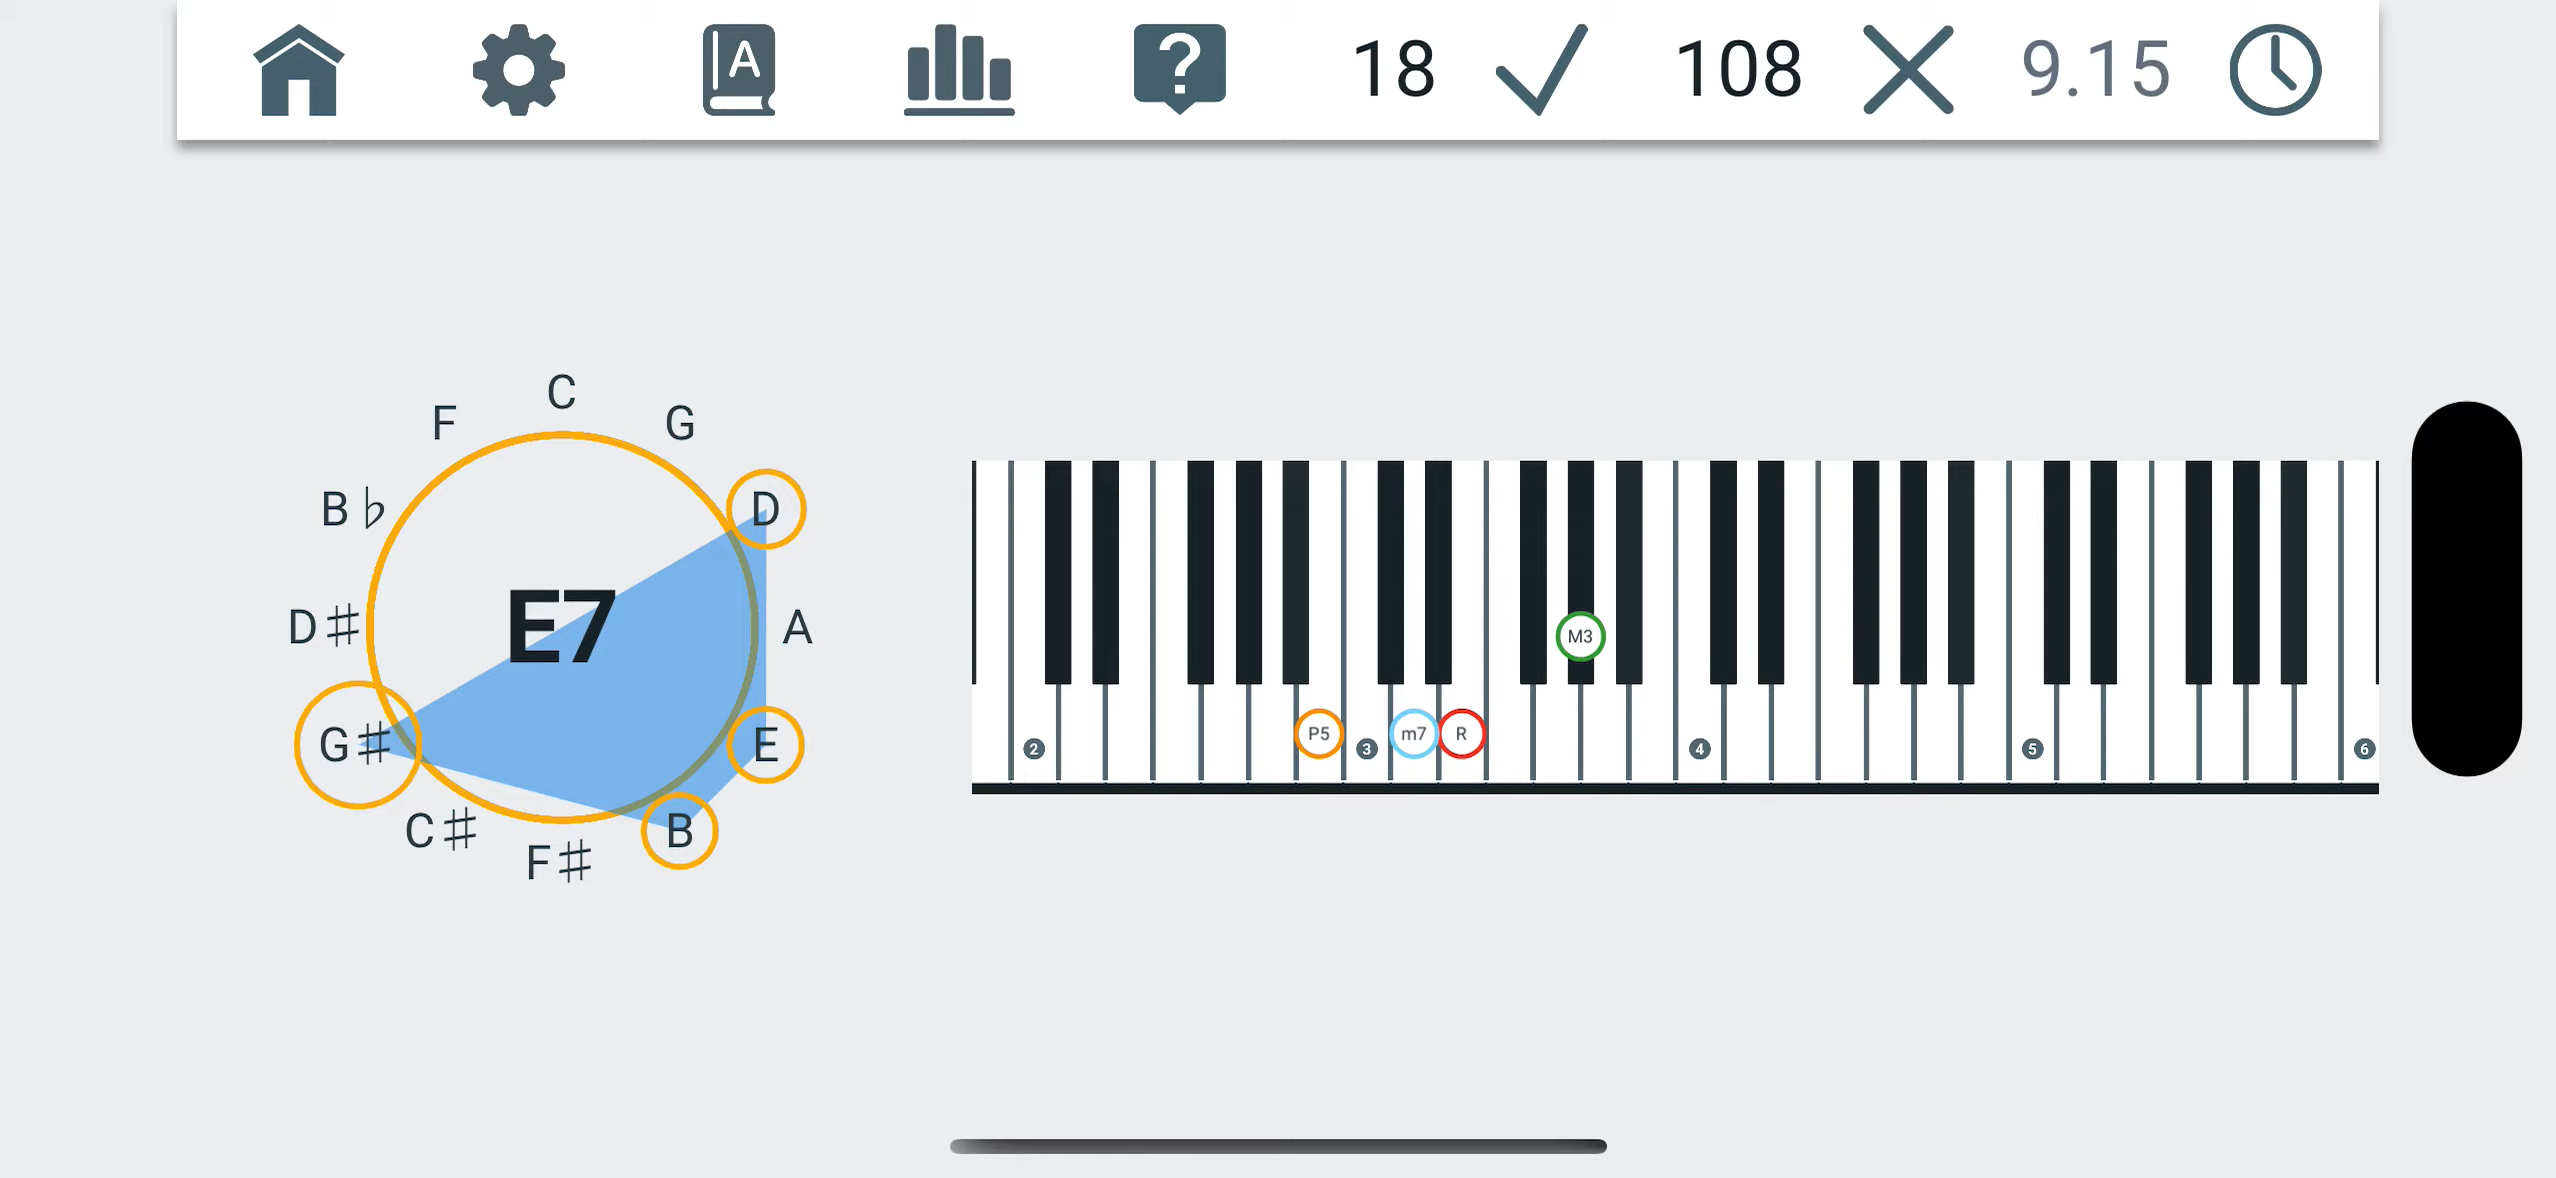 A ? 18 108 9.15
C
F G
B♭ D
E7
D♯ A
M3
G♯ E
P5 m7 R
2 3 4 5 6
C♯ B
F♯